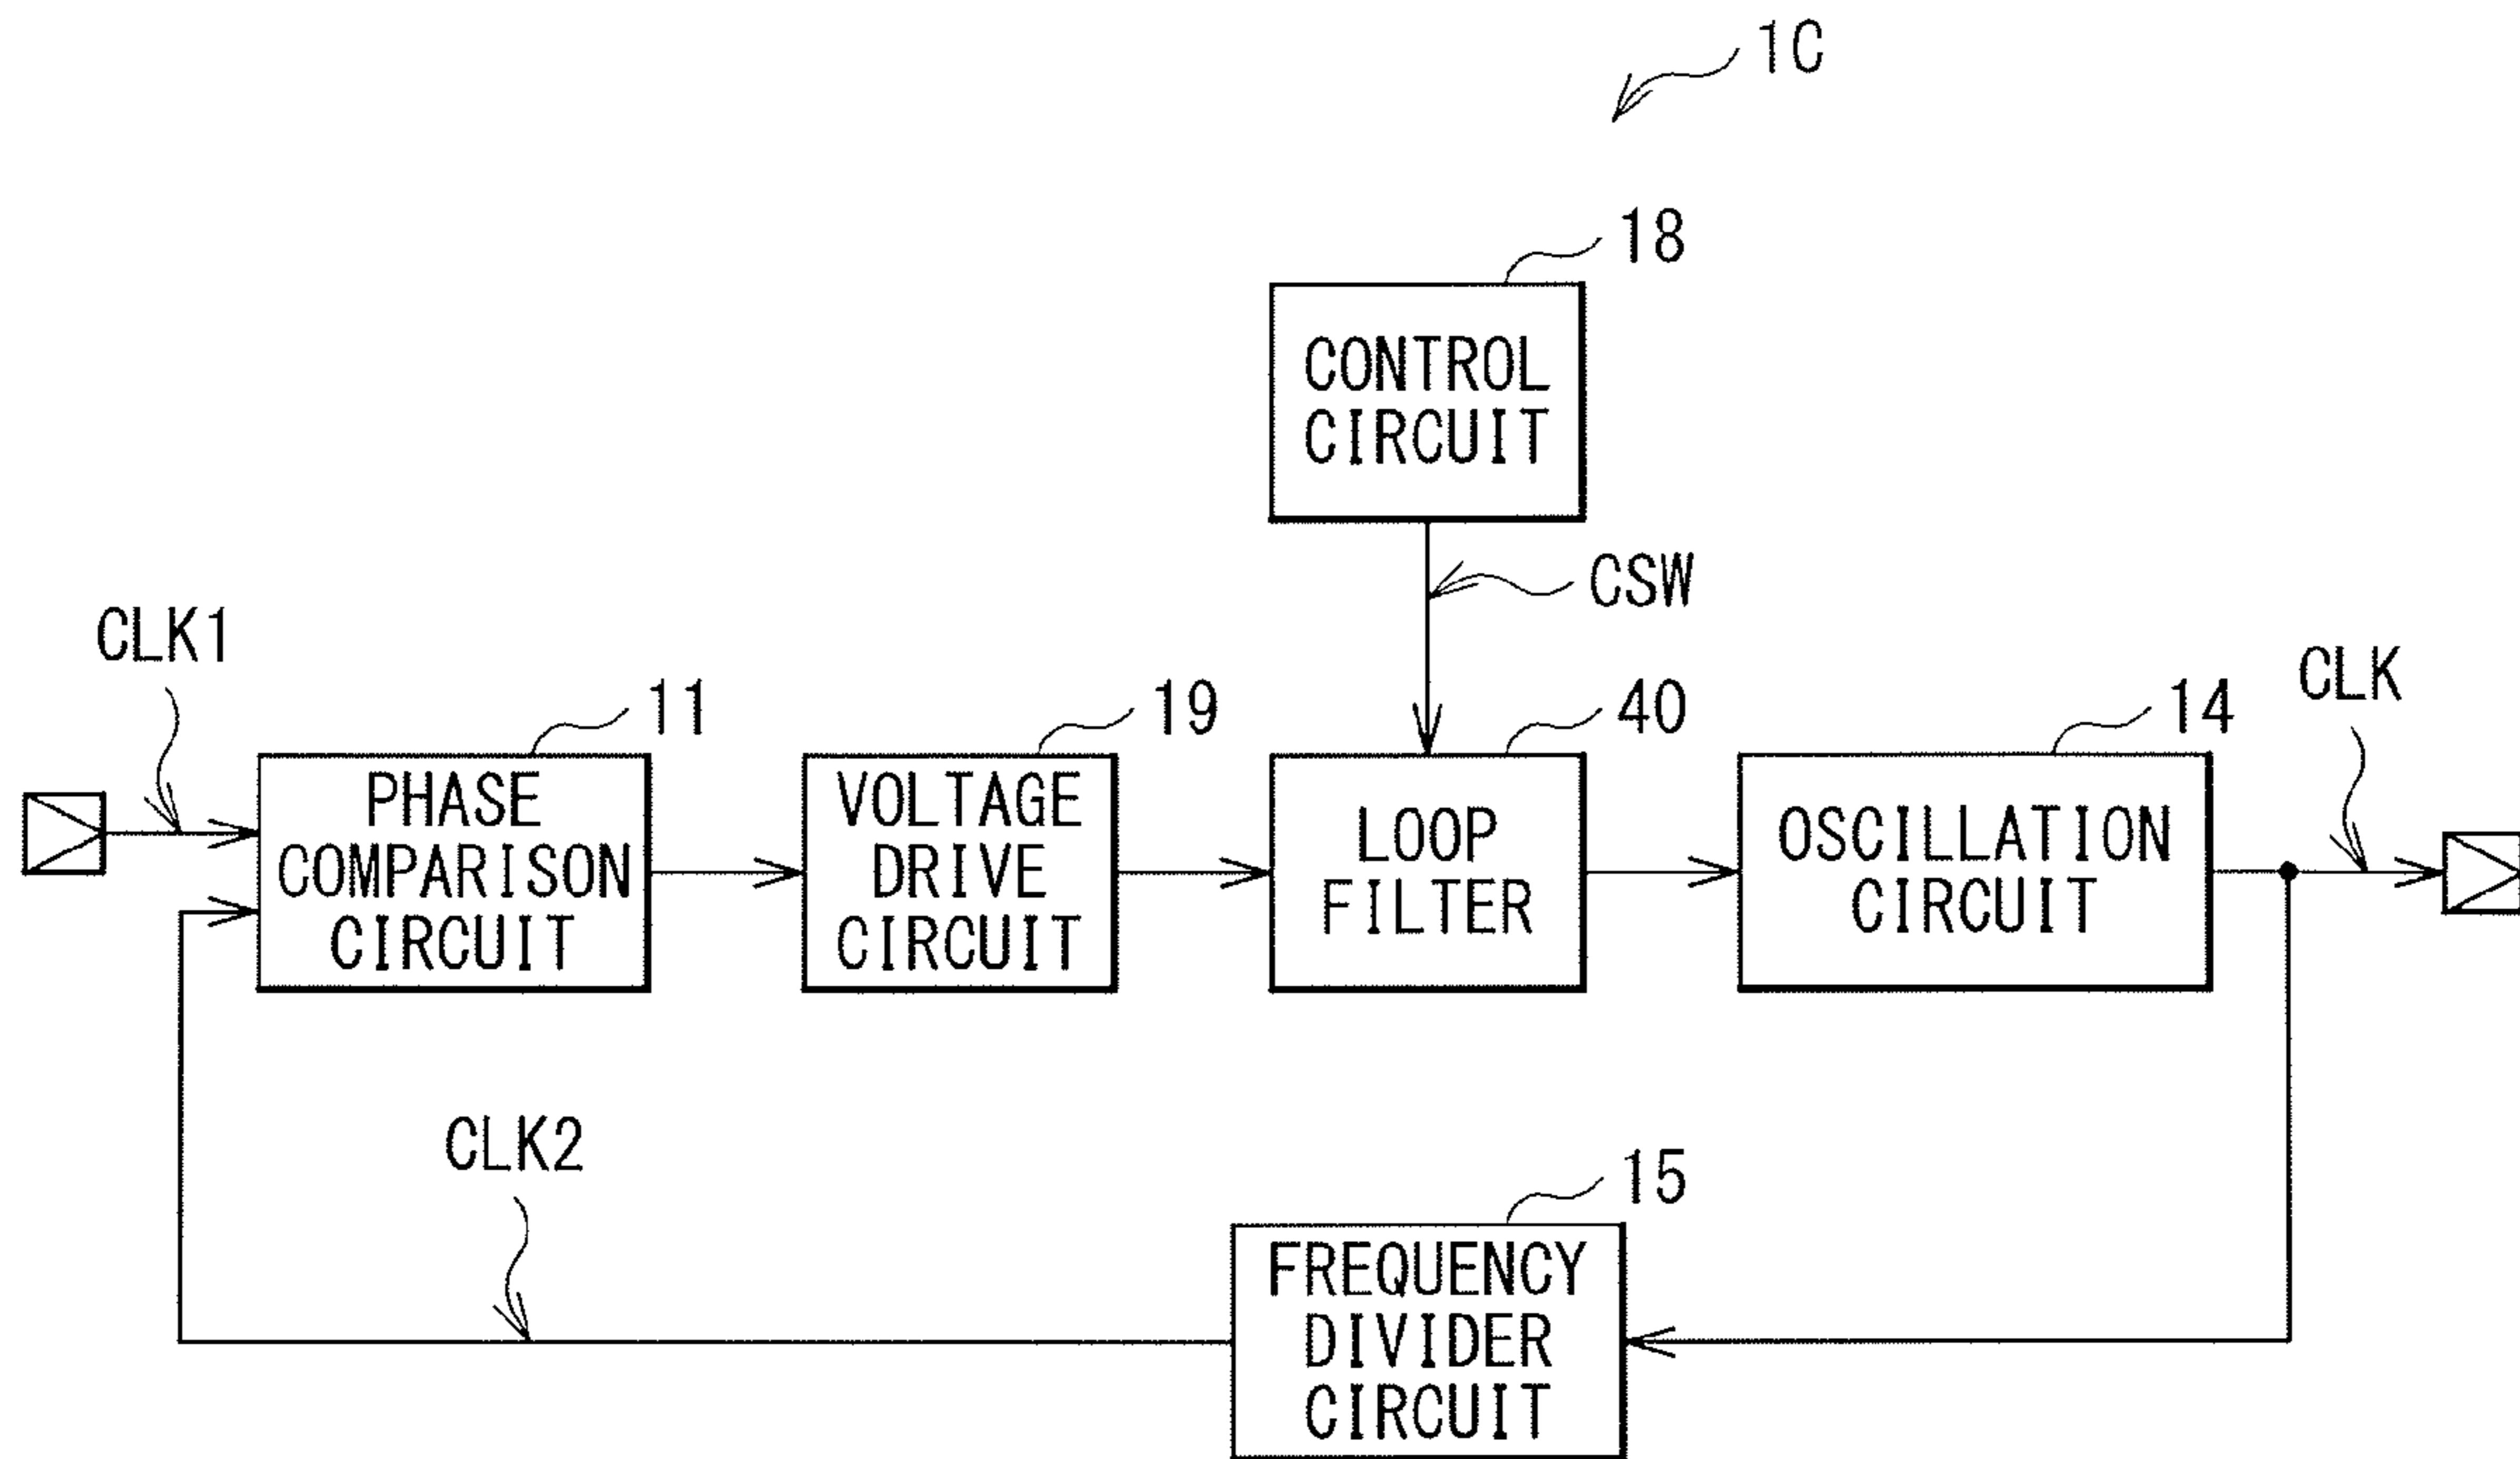 1C
18
CONTROL
CIRCUIT
CSW
CLK1
11
19
40
14
CLK
PHASE
COMPARISON
CIRCUIT
VOLTAGE
DRIVE
CIRCUIT
LOOP
FILTER
OSCILLATION
CIRCUIT
CLK2
15
FREQUENCY
DIVIDER
CIRCUIT